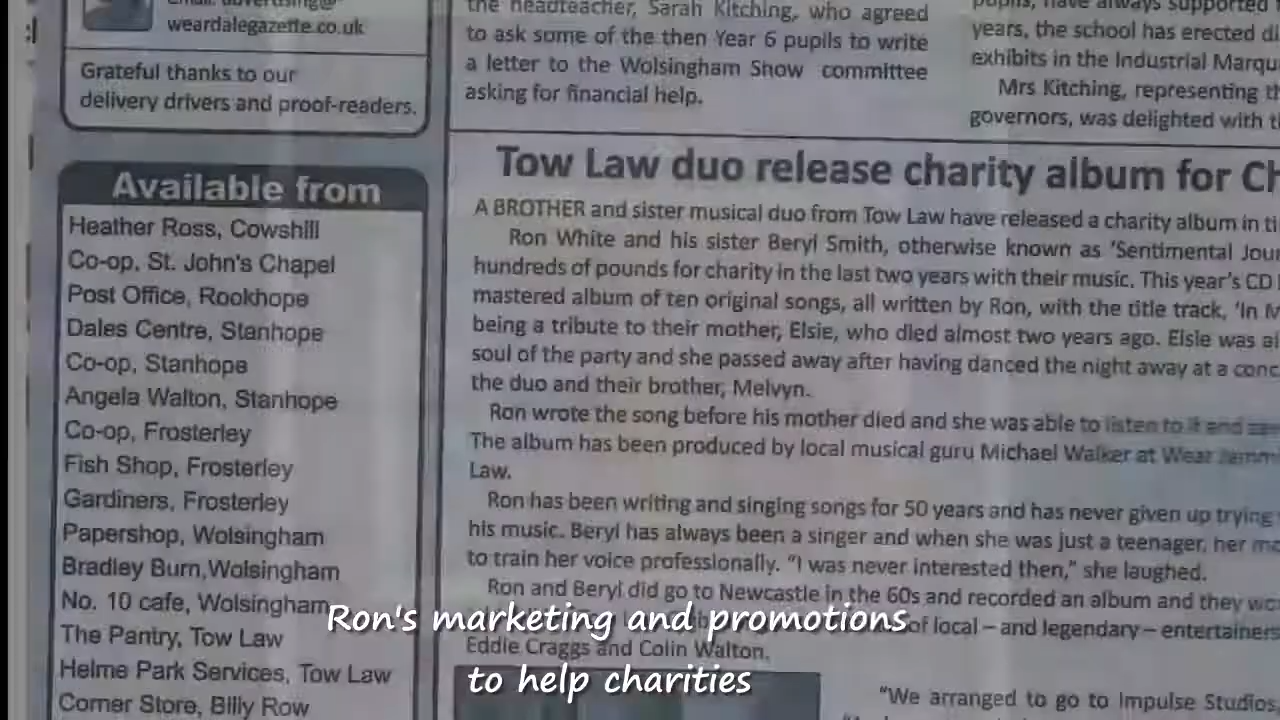 weardalegazette.co.uk
Grateful thanks to our
delivery drivers and proof-readers.
Available from
Heather Ross, Cowshill
Co-op, St. John's Chapel
Post Office, Rookhope
Dales Centre, Stanhope
Co-op, Stanhope
Angela Walton, Stanhope
Co-op, Frosterley
Fish Shop, Frosterley
Gardiners, Frosterley
Papershop, Wolsingham
Bradley Burn,Wolsingham
No. 10 cafe, Wolsingham
The Pantry, Tow Law
Helme Park Services, Tow Law
Corner Store, Billy Row
the headteacher, Sarah Kitching, who agreed
to ask some of the then Year 6 pupils to write
a letter to the Wolsingham Show committee
asking for financial help.
pupils, have always supported
years, the school has erected
exhibits in the Industrial
Mrs Kitching, representing
governors, was delighted with
Tow Law duo release charity album for
A BROTHER and sister musical duo from Tow Law have released a charity album in
Ron White and his sister Beryl Smith, otherwise known as 'Sentimental
hundreds of pounds for charity in the last two years with their music. This year's CD
mastered album of ten original songs, all written by Ron, with the title track, 'In
being a tribute to their mother, Elsie, who died almost two years ago. Elsie was
soul of the party and she passed away after having danced the night away at a
the duo and their brother, Melvyn.
Ron wrote the song before his mother died and she was able to listen to it and
The album has been produced by local musical guru Michael Walker at Wear
Law.
Ron has been writing and singing songs for 50 years and has never given up trying
his music. Beryl has always been a singer and when she was just a teenager, her
to train her voice professionally. "I was never interested then," she laughed.
Ron and Beryl did go to Newcastle in the 60s and recorded an album and they
of local – and legendary – entertainers
Eddie Craggs and Colin Walton.
"We arranged to go to Impulse Studios
Ron's marketing and promotions
to help charities